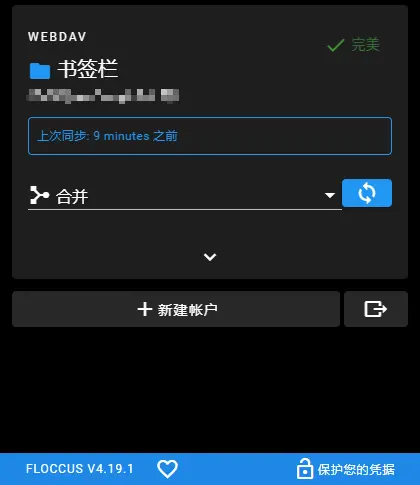 WEBDAV
完美
书签栏
上次同步: 9 minutes 之前
合并
新建帐户
FLOCCUS V4.19.1
保护您的凭据